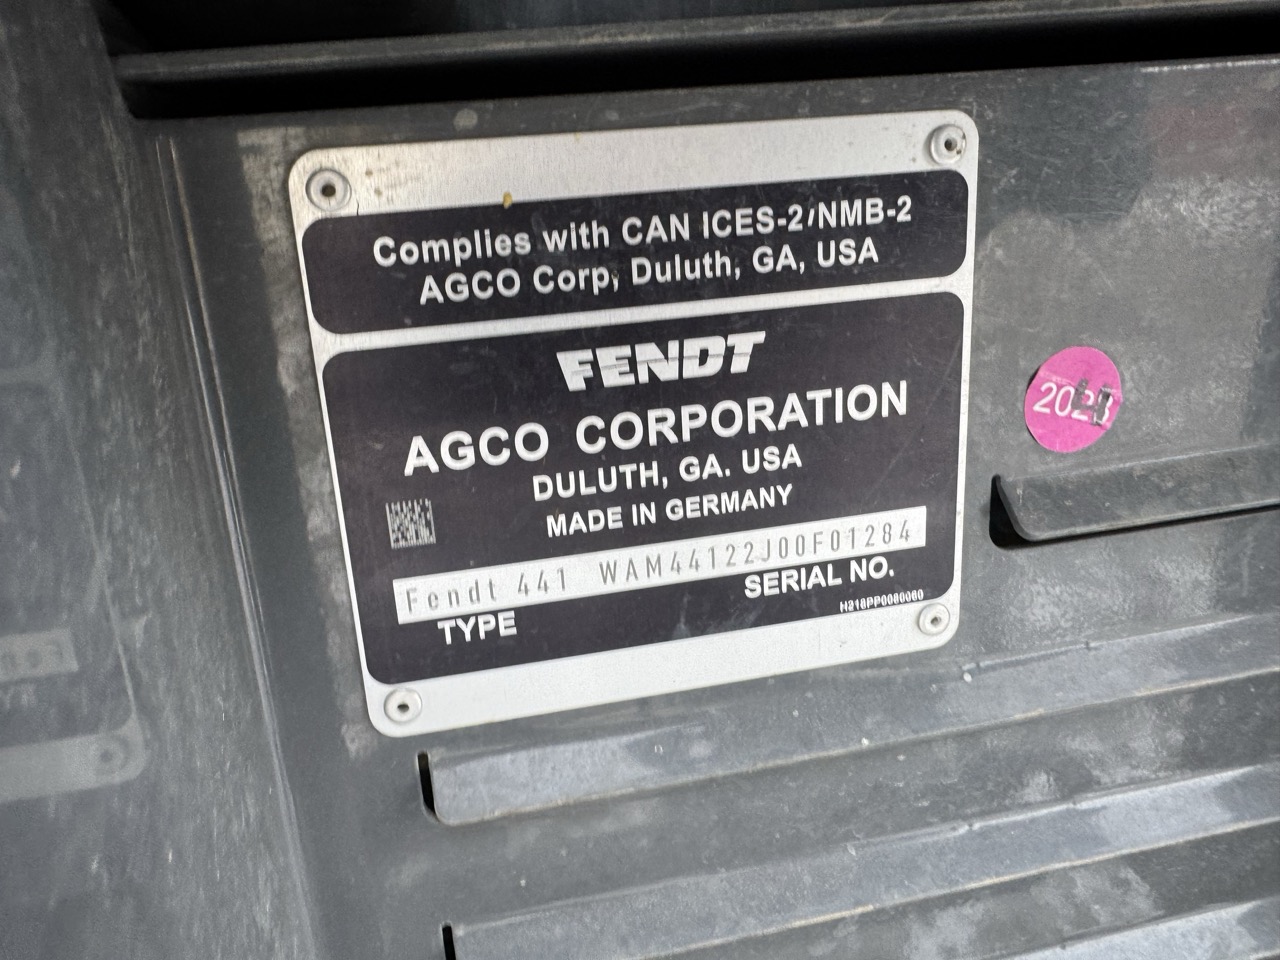 Complies with CAN ICES-2/NMB-2
AGCO Corp, Duluth, GA, USA
FENDT
AGCO CORPORATION
DULUTH, GA. USA
MADE IN GERMANY
Fendt 441 WAM44122J00F01284
TYPE SERIAL NO.
H218PP0080060